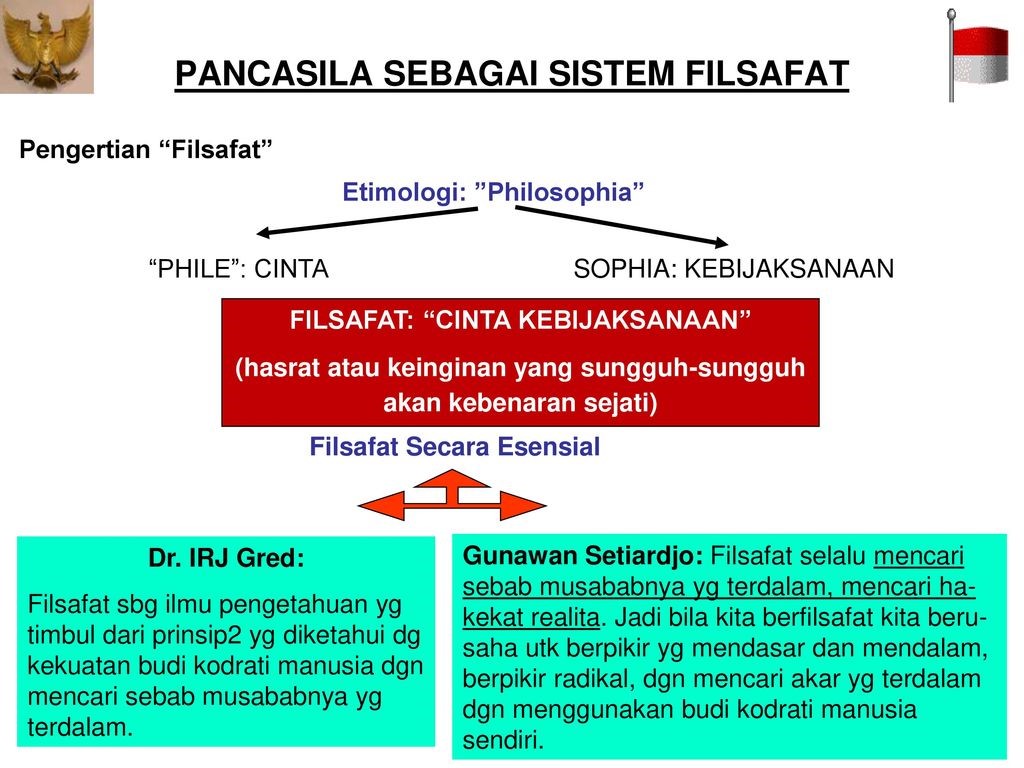 PANCASILA SEBAGAI SISTEM FILSAFAT
Pengertian “Filsafat”
Etimologi: ”Philosophia”
“PHILE”: CINTA
SOPHIA: KEBIJAKSANAAN
FILSAFAT: “CINTA KEBIJAKSANAAN”
(hasrat atau keinginan yang sungguh-sungguh
akan kebenaran sejati)
Filsafat Secara Esensial
Dr. IRJ Gred:
Filsafat sbg ilmu pengetahuan yg
timbul dari prinsip2 yg diketahui dg
kekuatan budi kodrati manusia dgn
mencari sebab musababnya yg
terdalam.
Gunawan Setiardjo: Filsafat selalu mencari
sebab musababnya yg terdalam, mencari ha-
kekat realita. Jadi bila kita berfilsafat kita beru-
saha utk berpikir yg mendasar dan mendalam,
berpikir radikal, dgn mencari akar yg terdalam
dgn menggunakan budi kodrati manusia
sendiri.